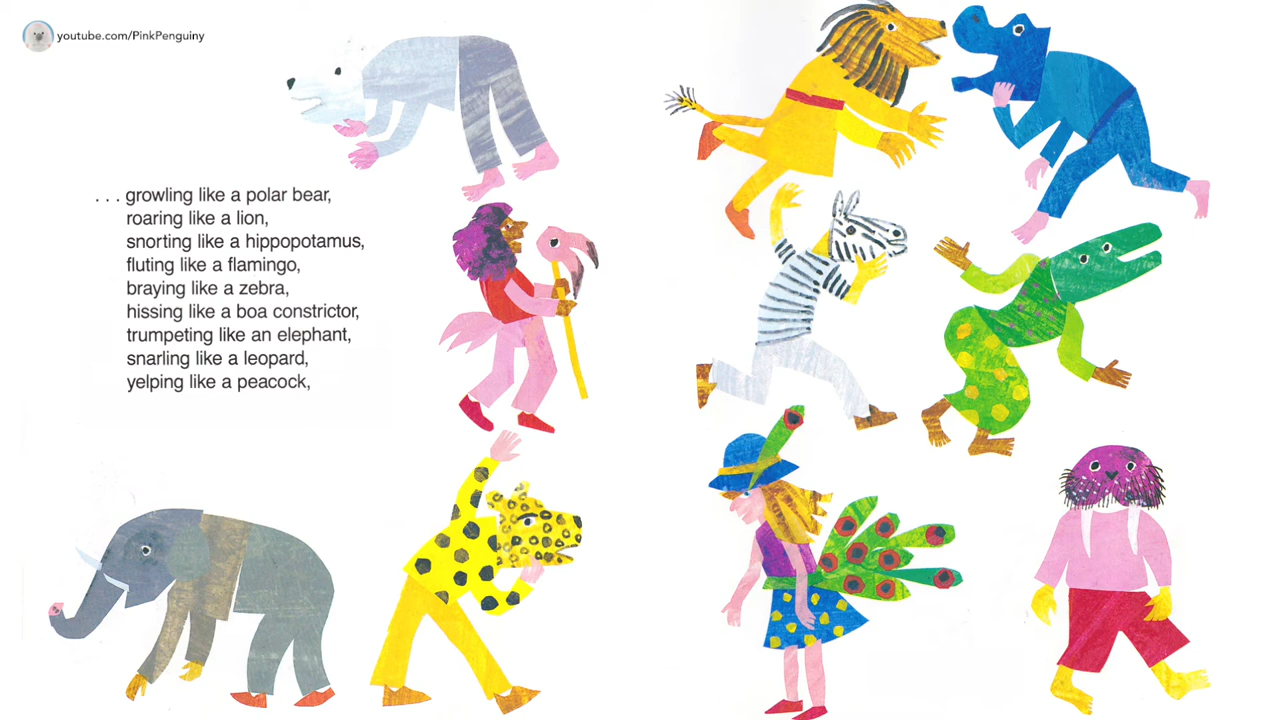 youtube.com/PinkPenguiny
. . . growling like a polar bear,
roaring like a lion,
snorting like a hippopotamus,
fluting like a flamingo,
braying like a zebra,
hissing like a boa constrictor,
trumpeting like an elephant,
snarling like a leopard,
yelping like a peacock,